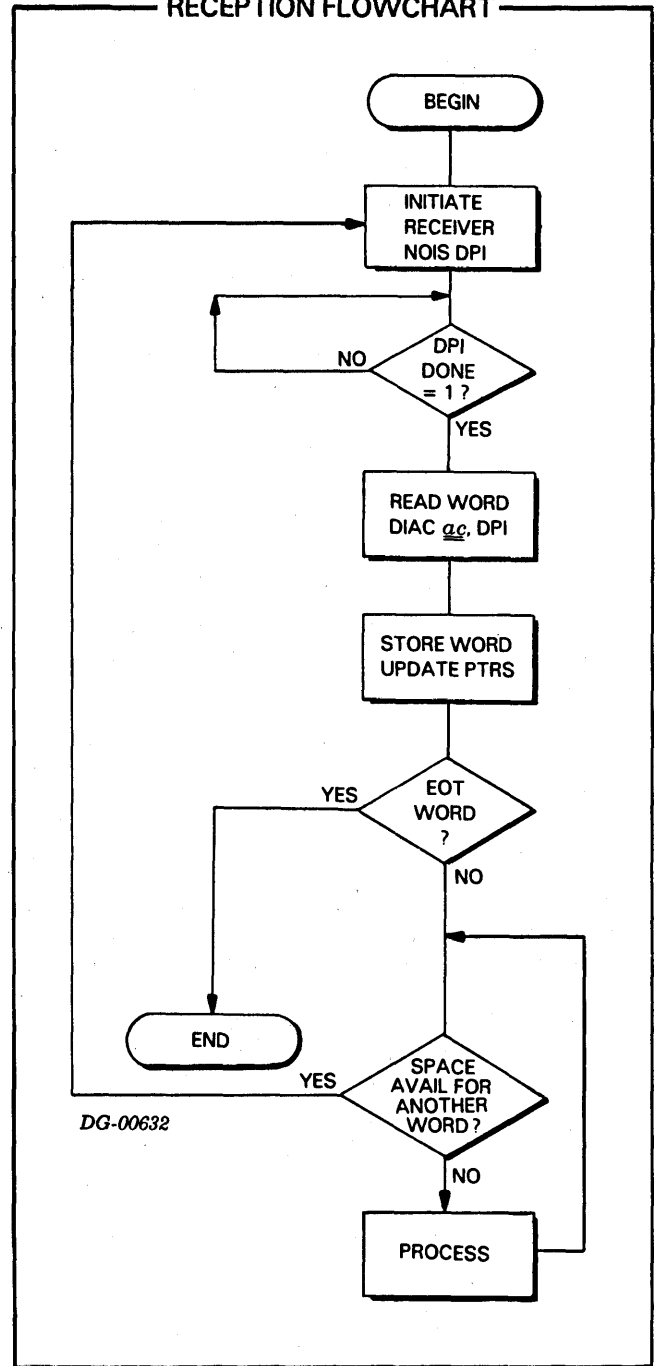 RECEPTION FLOWCHART
BEGIN
INITIATE
RECEIVER
NOIS DPI
DPI
DONE
= 1 ?
NO
YES
READ WORD
DIAC ac, DPI
STORE WORD
UPDATE PTRS
EOT
WORD
?
YES
NO
END
SPACE
AVAIL FOR
ANOTHER
WORD ?
YES
NO
DG-00632
PROCESS